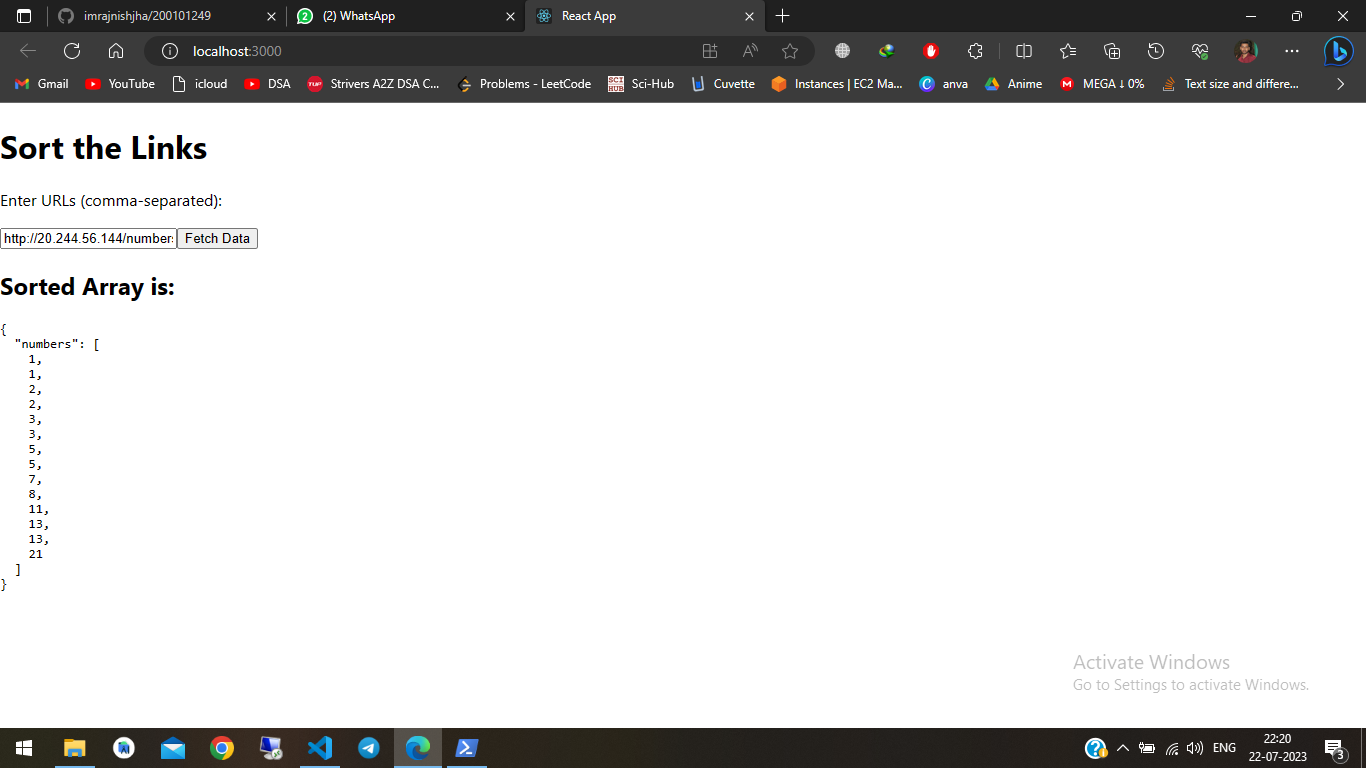 imrajnishjha/200101249
2
(2) WhatsApp
React App
localhost:3000
Gmail
YouTube
icloud
DSA
TUF
Strivers A2Z DSA C...
Problems - LeetCode
SCI HUB
Sci-Hub
Cuvette
Instances | EC2 Ma...
anva
Anime
MEGA ⭣ 0%
Text size and differe...
Sort the Links
Enter URLs (comma-separated):
http://20.244.56.144/number
Fetch Data
Sorted Array is:
{
"numbers": [
1,
1,
2,
2,
3,
3,
5,
5,
7,
8,
11,
13,
13,
21
]
}
Activate Windows
Go to Settings to activate Windows.
ENG
22:20
22-07-2023
3